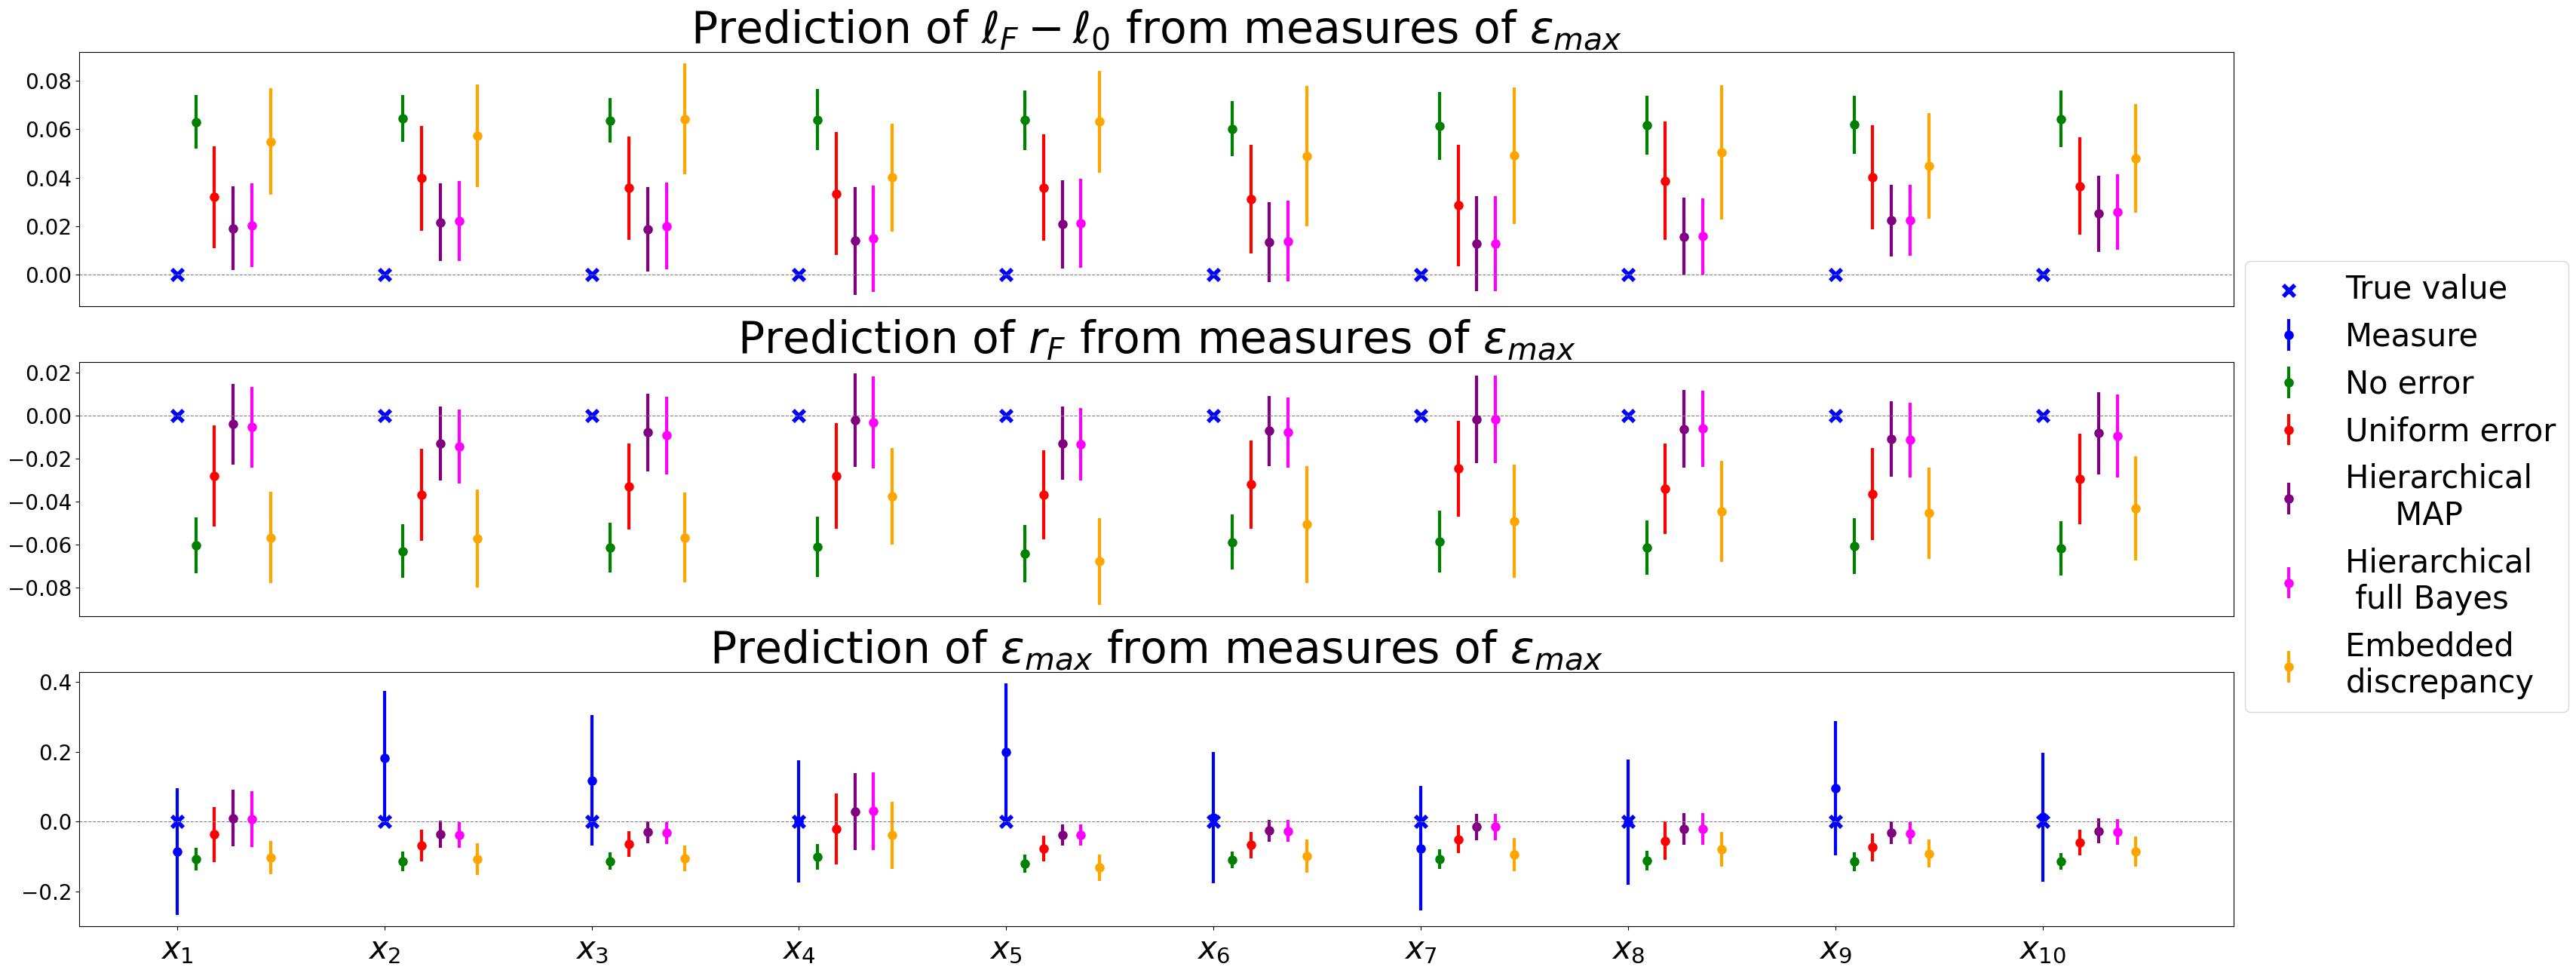 Prediction of ℓ_F − ℓ_0 from measures of ε_max
0.08
0.06
0.04
0.02
0.00
Prediction of r_F from measures of ε_max
0.02
0.00
−0.02
−0.04
−0.06
−0.08
Prediction of ε_max from measures of ε_max
0.4
0.2
0.0
−0.2
x_1 x_2 x_3 x_4 x_5 x_6 x_7 x_8 x_9 x_10
True value
Measure
No error
Uniform error
Hierarchical
MAP
Hierarchical
full Bayes
Embedded
discrepancy